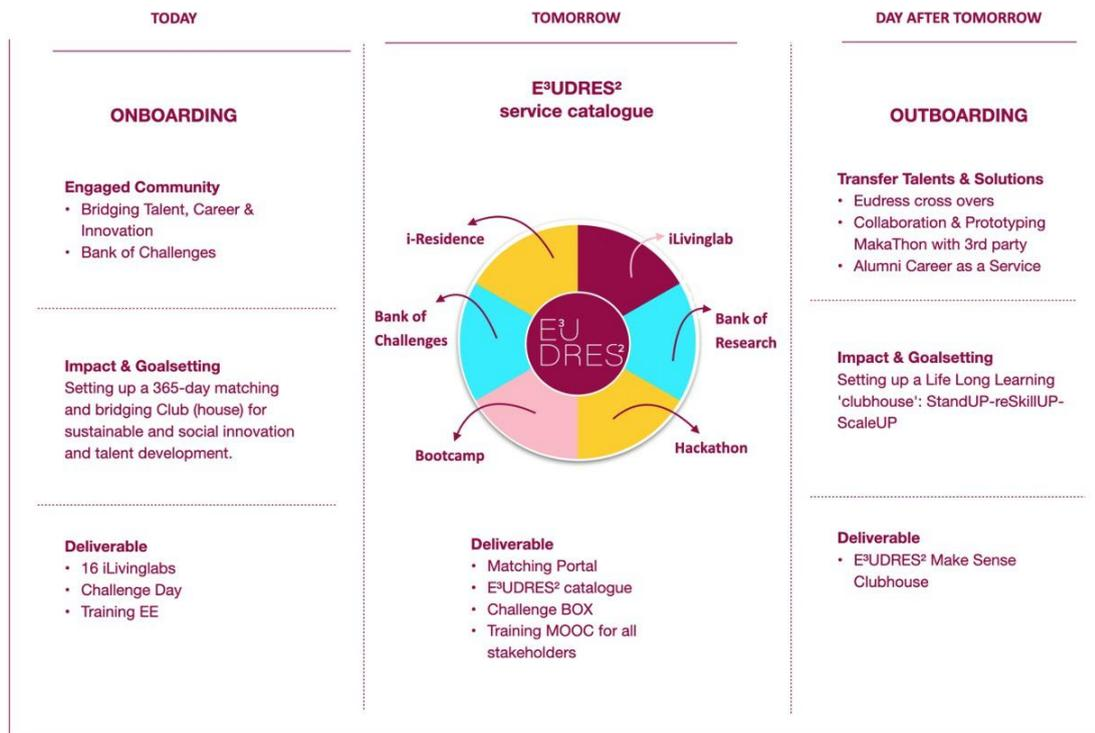 TODAY
TOMORROW
DAY AFTER TOMORROW
ONBOARDING
Engaged Community
• Bridging Talent, Career &
Innovation
• Bank of Challenges
Impact & Goalsetting
Setting up a 365-day matching
and bridging Club (house) for
sustainable and social innovation
and talent development.
Deliverable
• 16 iLivinglabs
• Challenge Day
• Training EE
E³UDRES²
service catalogue
i-Residence
iLivinglab
Bank of
Challenges
Bank of
Research
E³U
DRES²
Bootcamp
Hackathon
Deliverable
• Matching Portal
• E³UDRES² catalogue
• Challenge BOX
• Training MOOC for all
stakeholders
OUTBOARDING
Transfer Talents & Solutions
• Eudress cross overs
• Collaboration & Prototyping
MakaThon with 3rd party
• Alumni Career as a Service
Impact & Goalsetting
Setting up a Life Long Learning
'clubhouse': StandUP-reSkillUP-
ScaleUP
Deliverable
• E³UDRES² Make Sense
Clubhouse